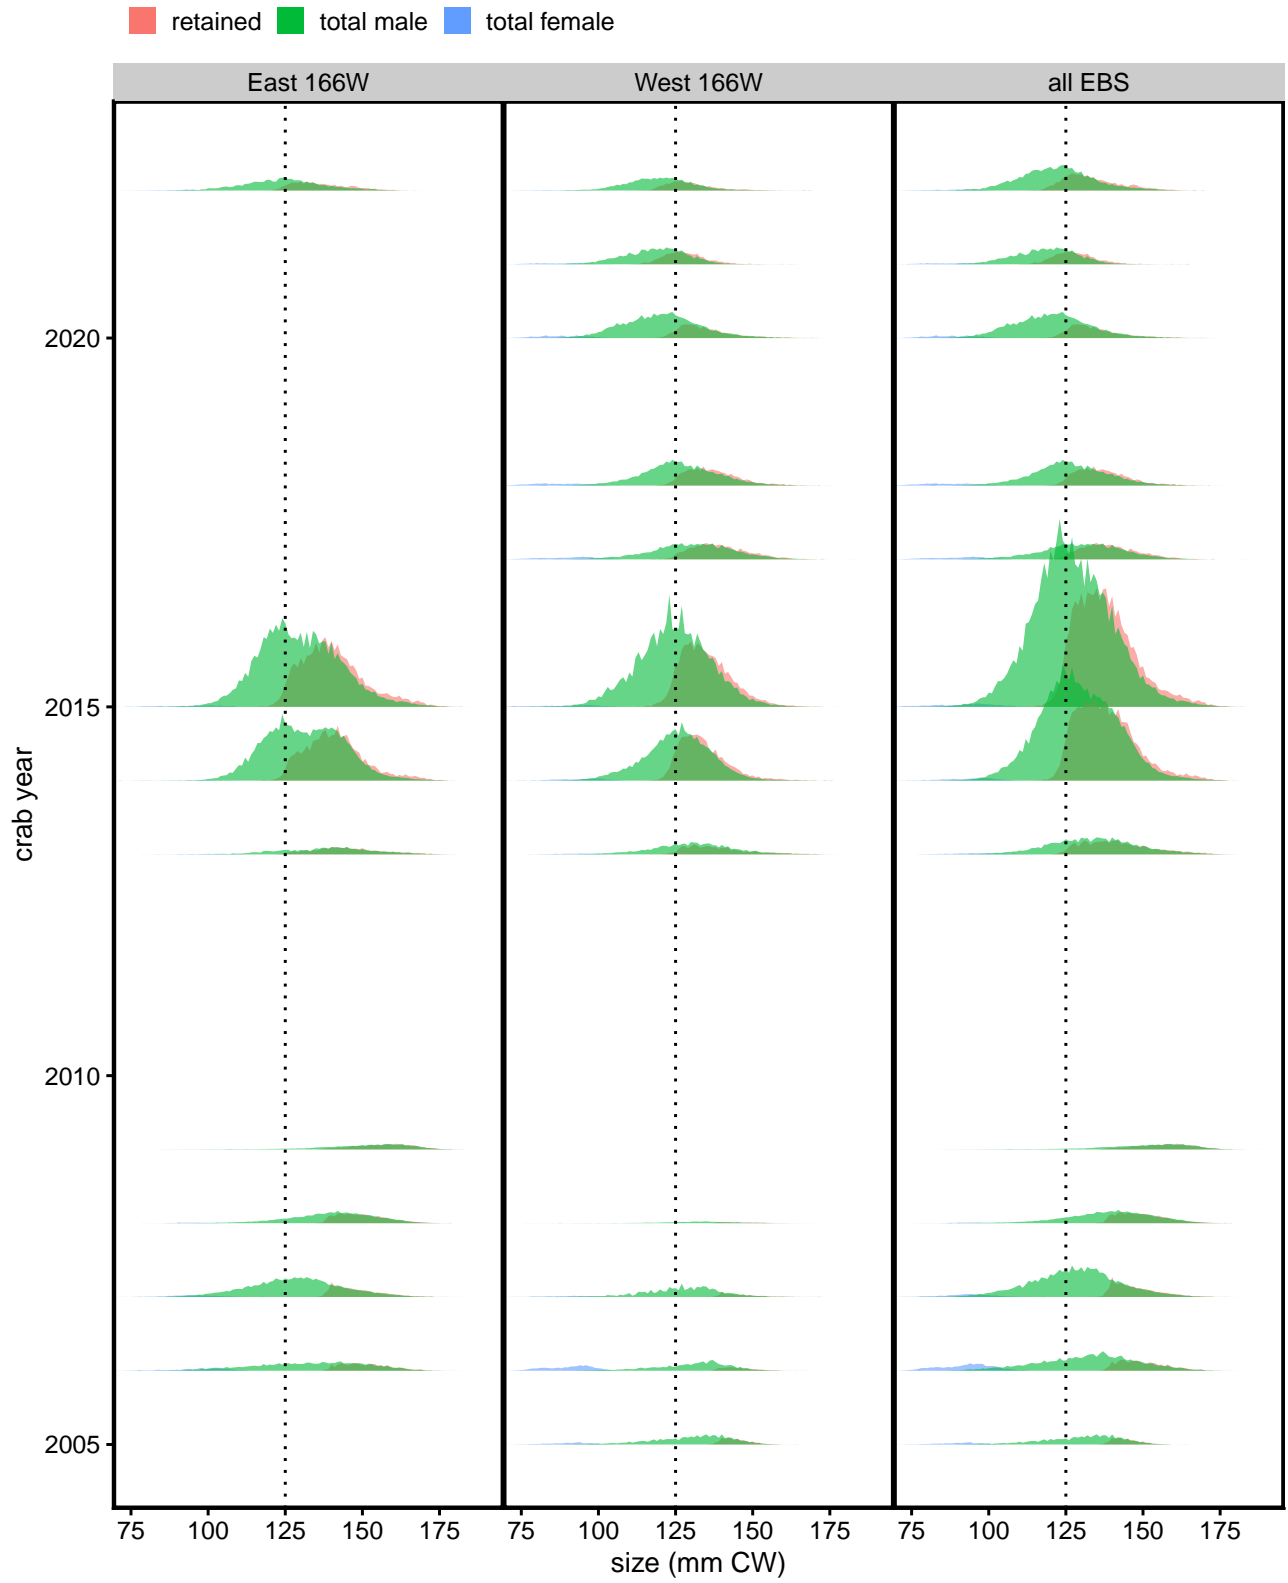 retained total male total female
East 166W West 166W all EBS
2020
2015
crab year
2010
2005
75 100 125 150 175 75 100 125 150 175 75 100 125 150 175
size (mm CW)